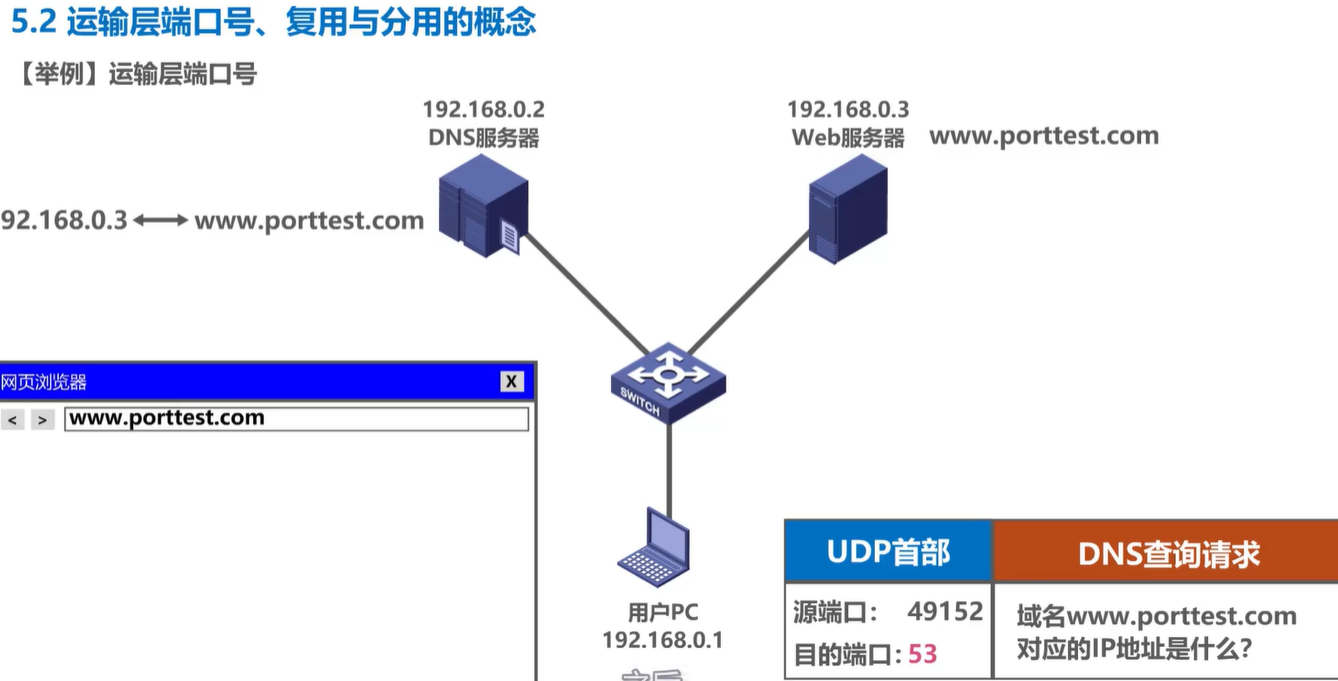 5.2 运输层端口号、复用与分用的概念
【举例】运输层端口号
192.168.0.2
DNS服务器
192.168.0.3
Web服务器
www.porttest.com
92.168.0.3
www.porttest.com
SWITCH
网页浏览器
X
< >
www.porttest.com
用户PC
192.168.0.1
UDP首部
DNS查询请求
源端口： 49152
目的端口: 53
域名www.porttest.com
对应的IP地址是什么?